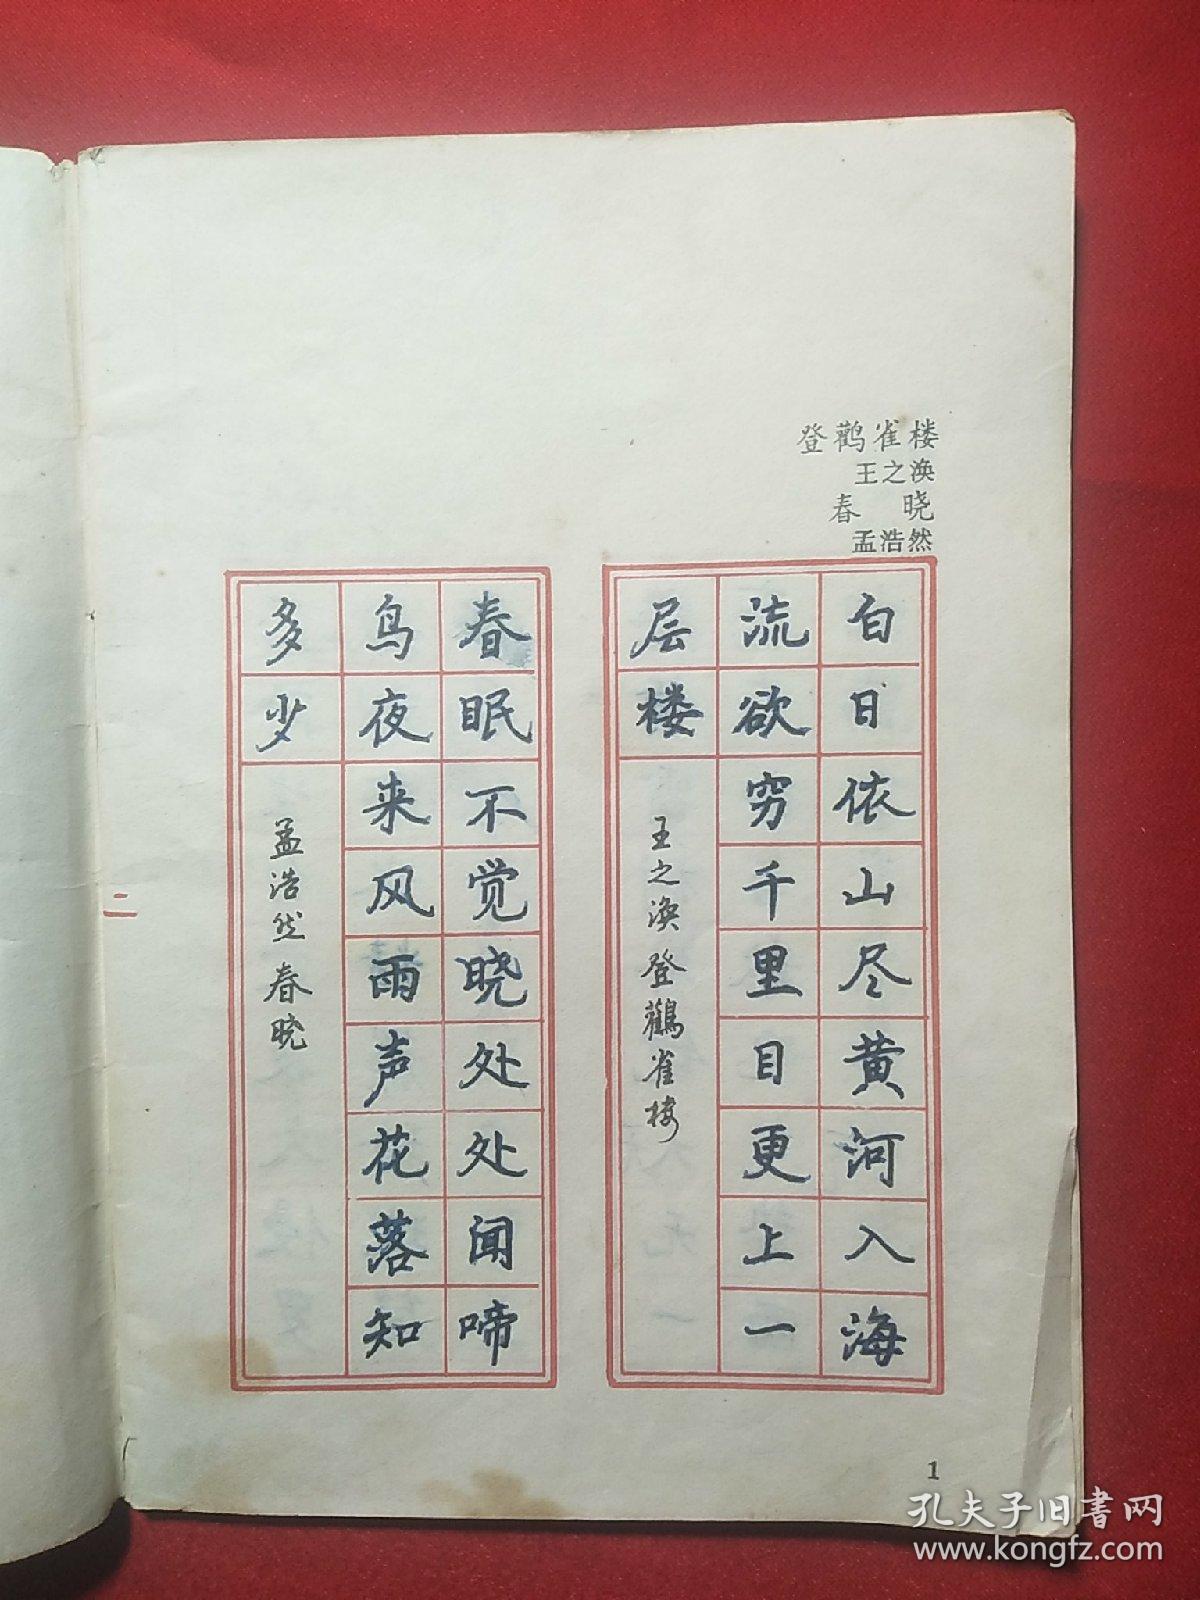 登鹳雀楼
王之涣
春 晓
孟浩然
白日依山尽黄河入海
流欲穷千里目更上一
层楼
王之涣登鸛雀楼
春眠不觉晓处处闻啼
鸟夜来风雨声花落知
多少
孟浩然春晓
二
1
孔夫子旧书网
www.kongfz.com